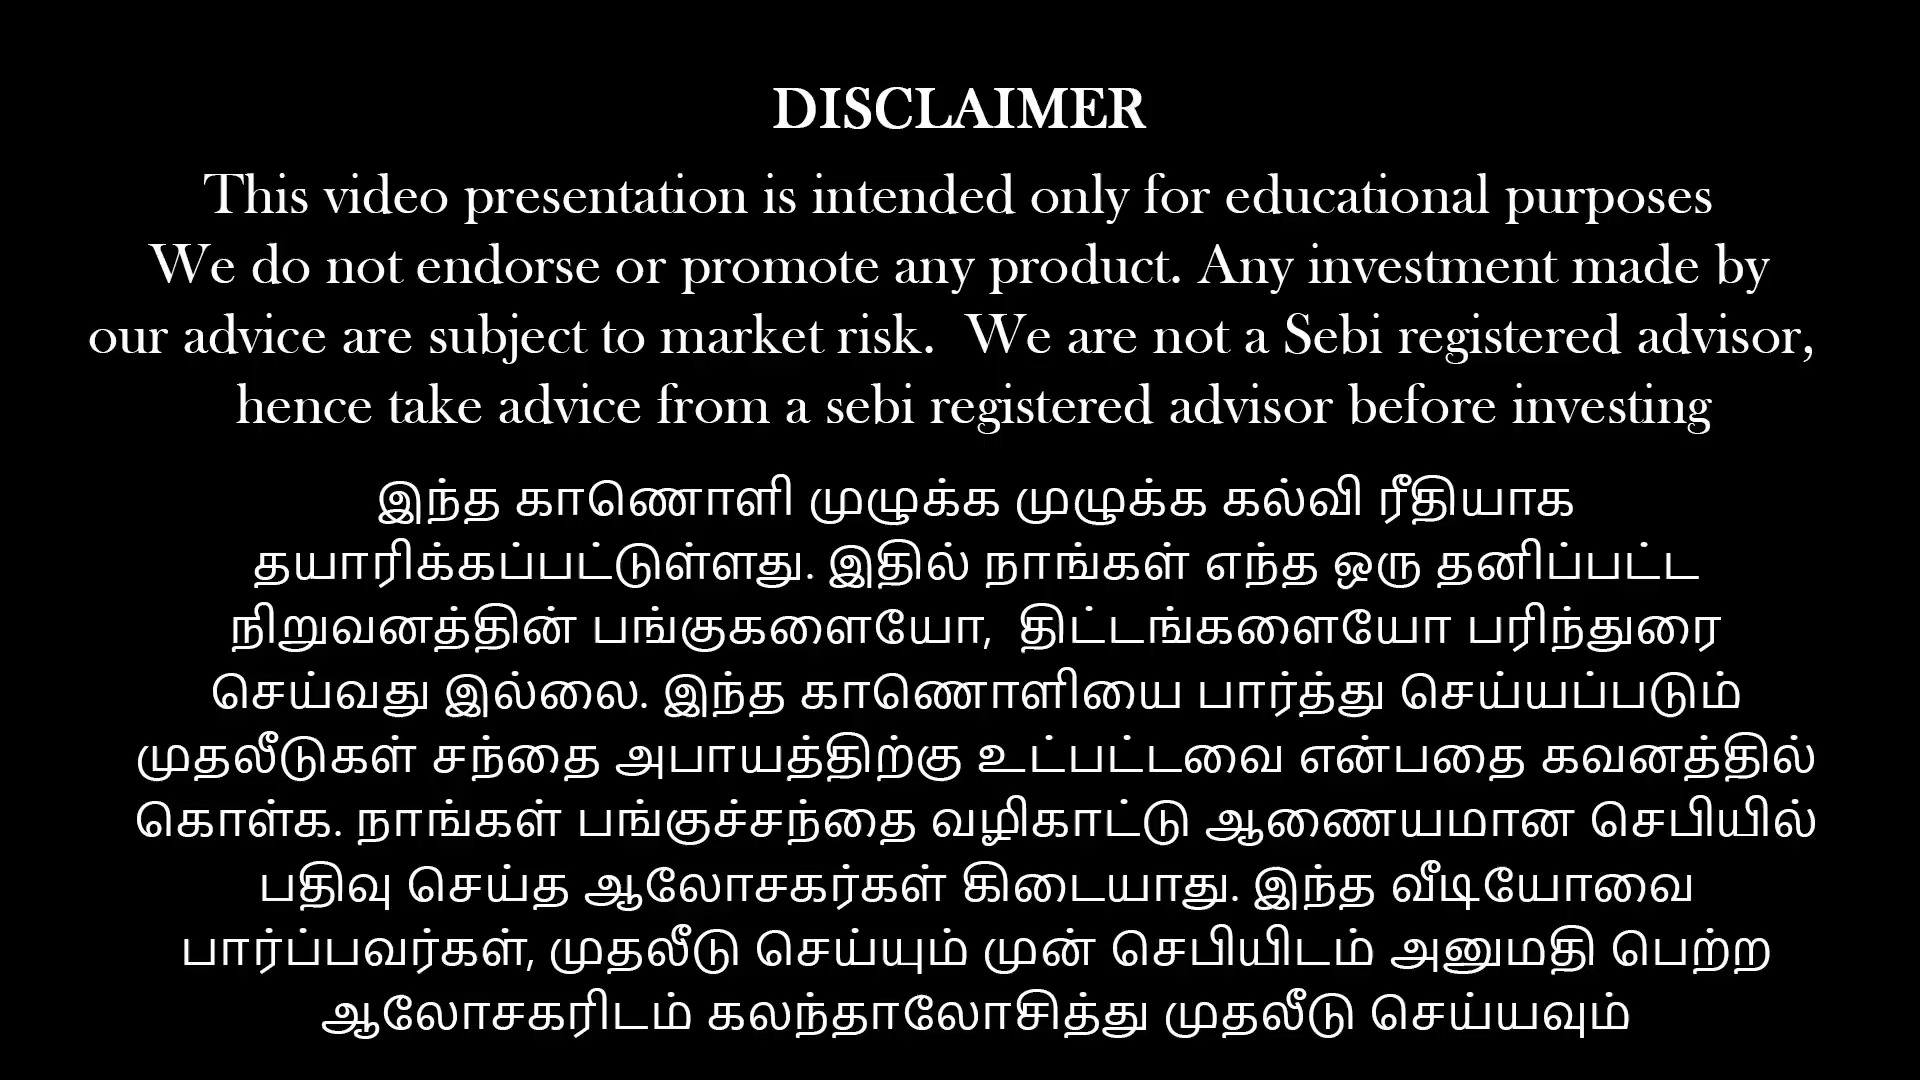 DISCLAIMER
This video presentation is intended only for educational purposes
We do not endorse or promote any product. Any investment made by
our advice are subject to market risk.  We are not a Sebi registered advisor,
hence take advice from a sebi registered advisor before investing
இந்த காணொளி முழுக்க முழுக்க கல்வி ரீதியாக
தயாரிக்கப்பட்டுள்ளது. இதில் நாங்கள் எந்த ஒரு தனிப்பட்ட
நிறுவனத்தின் பங்குகளையோ,  திட்டங்களையோ பரிந்துரை
செய்வது இல்லை. இந்த காணொளியை பார்த்து செய்யப்படும்
முதலீடுகள் சந்தை அபாயத்திற்கு உட்பட்டவை என்பதை கவனத்தில்
கொள்க. நாங்கள் பங்குச்சந்தை வழிகாட்டு ஆணையமான செபியில்
பதிவு செய்த ஆலோசகர்கள் கிடையாது. இந்த வீடியோவை
பார்ப்பவர்கள், முதலீடு செய்யும் முன் செபியிடம் அனுமதி பெற்ற
ஆலோசகரிடம் கலந்தாலோசித்து முதலீடு செய்யவும்